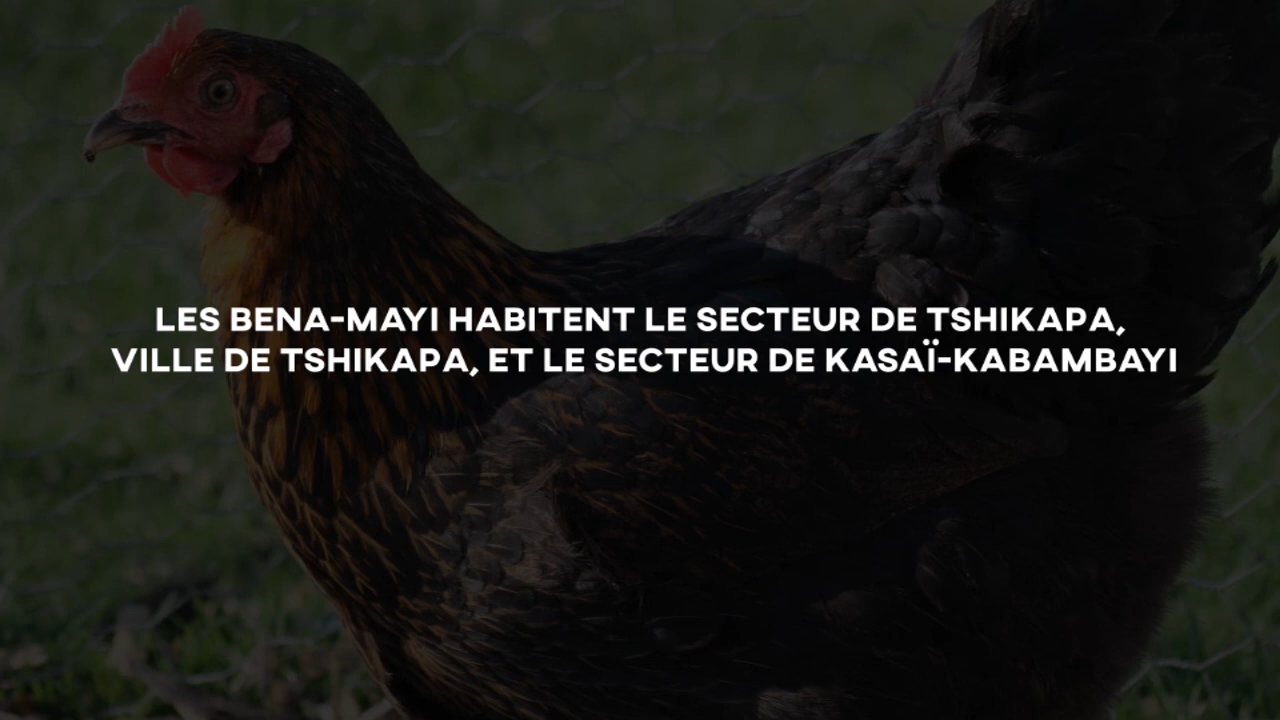 LES BENA-MAYI HABITENT LE SECTEUR DE TSHIKAPA,
VILLE DE TSHIKAPA, ET LE SECTEUR DE KASAÏ-KABAMBAYI